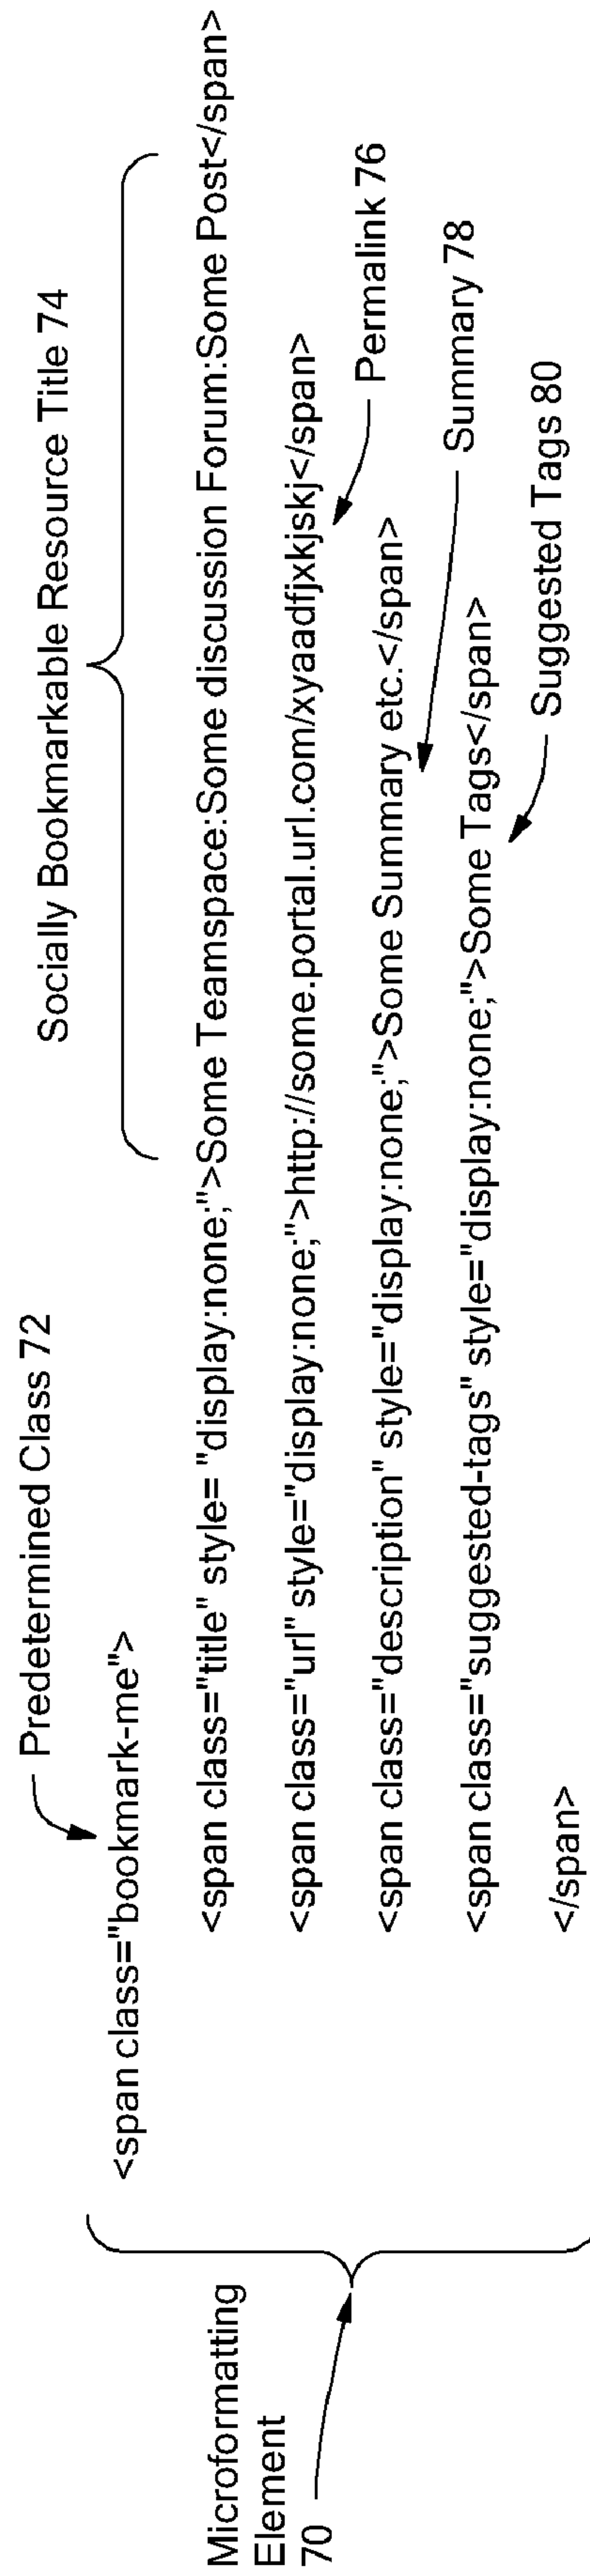 Predetermined Class 72
Socially Bookmarkable Resource Title 74
<span class="bookmark-me">
<span class="title" style= "display:none;">Some Teamspace:Some discussion Forum:Some Post</span>
<span class="url" style="display:none;">http://some.portal.url.com/xyaadfjxkjskj</span>
Permalink 76
<span class="description" style="display:none;">Some Summary etc.</span>
Summary 78
<span class="suggested-tags" style="display:none;">Some Tags</span>
Suggested Tags 80
</span>
Microformatting
Element
70